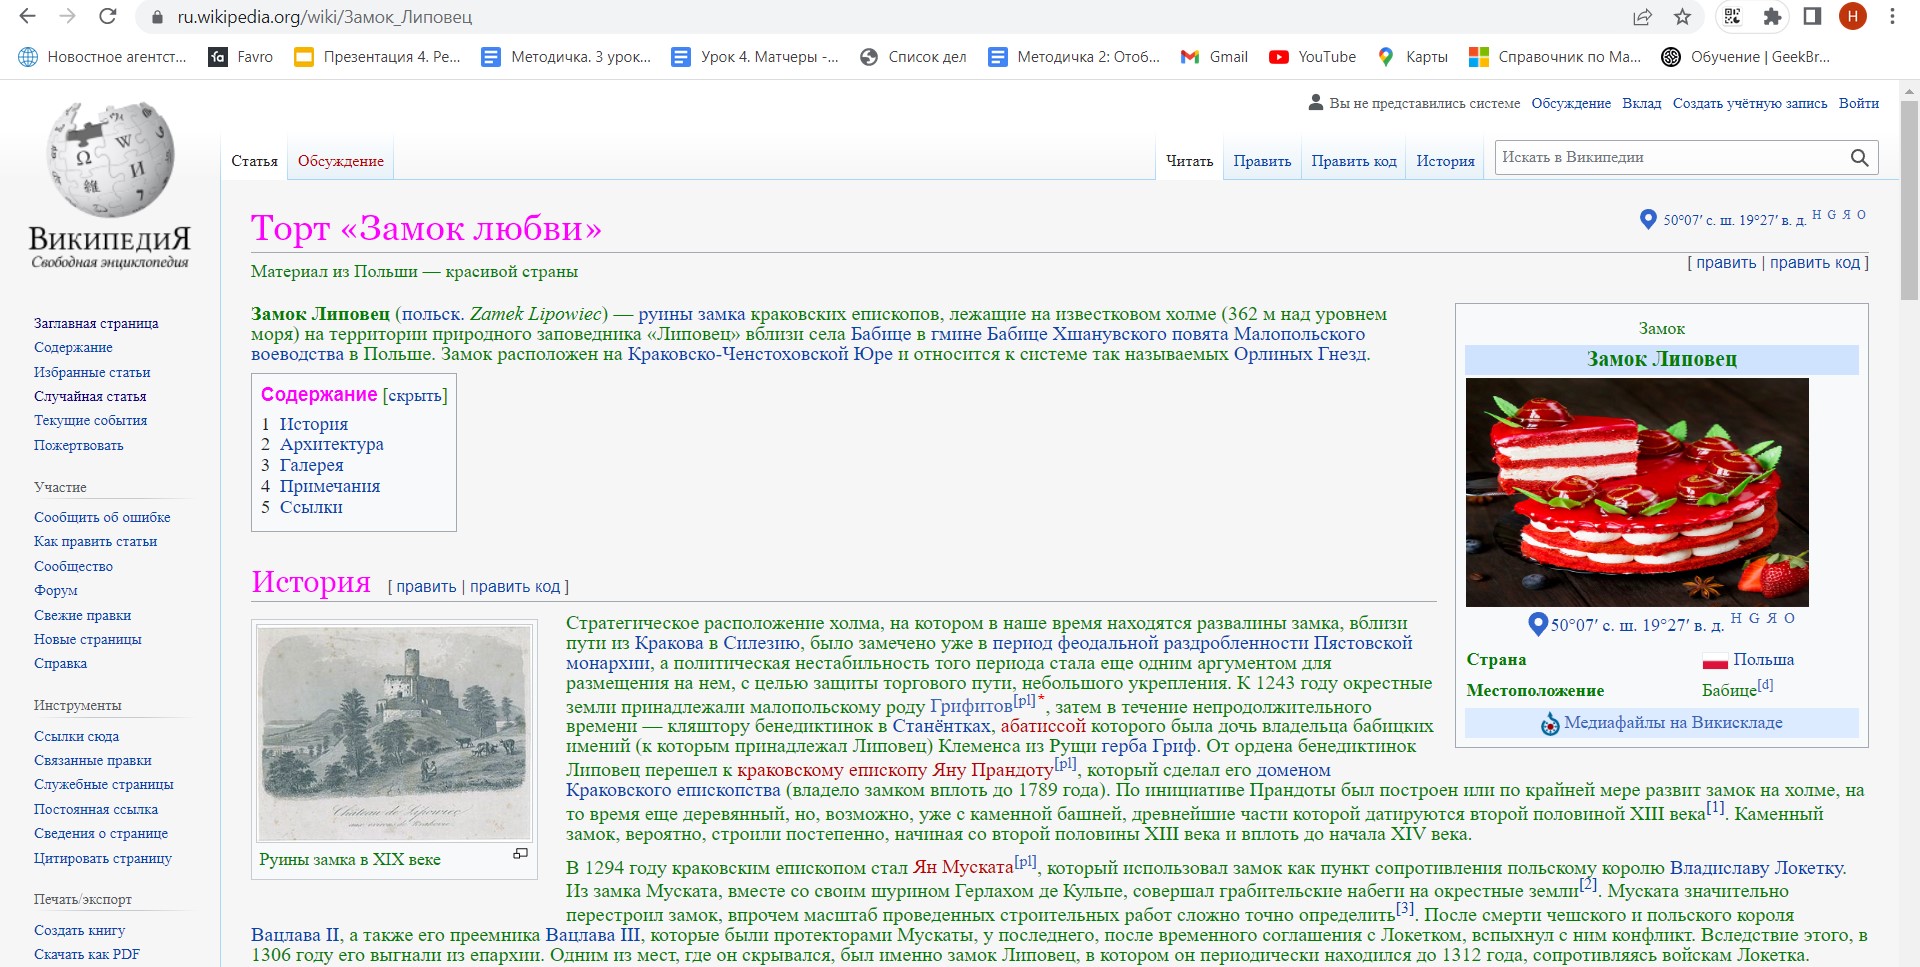 ru.wikipedia.org/wiki/Замок_Липовец
Н
Новостное агентст...
Favro
Презентация 4. Ре...
Методичка. 3 урок...
Урок 4. Матчеры -...
Список дел
Методичка 2: Отоб...
Gmail
YouTube
Карты
Справочник по Ма...
Обучение | GeekBr...
Вы не представились системе Обсуждение Вклад Создать учётную запись Войти
Статья Обсуждение
Читать Править Править код История
Искать в Википедии
ВикипедиЯ
Свободная энциклопедия
Заглавная страница
Содержание
Избранные статьи
Случайная статья
Текущие события
Пожертвовать
Участие
Сообщить об ошибке
Как править статьи
Сообщество
Форум
Свежие правки
Новые страницы
Справка
Инструменты
Ссылки сюда
Связанные правки
Служебные страницы
Постоянная ссылка
Сведения о странице
Цитировать страницу
Печать/экспорт
Создать книгу
Скачать как PDF
Торт «Замок любви»
50°07′ с. ш. 19°27′ в. д. H G Я O
Материал из Польши — красивой страны
[ править | править код ]
Замок Липовец (польск. Zamek Lipowiec) — руины замка краковских епископов, лежащие на известковом холме (362 м над уровнем
моря) на территории природного заповедника «Липовец» вблизи села Бабице в гмине Бабице Хшанувского повята Малопольского
воеводства в Польше. Замок расположен на Краковско-Ченстоховской Юре и относится к системе так называемых Орлиных Гнезд.
Содержание [скрыть]
1 История
2 Архитектура
3 Галерея
4 Примечания
5 Ссылки
Замок
Замок Липовец
50°07′ с. ш. 19°27′ в. д. H G Я O
Страна Польша
Местоположение Бабице[d]
Медиафайлы на Викискладе
История [ править | править код ]
Château de Lipowiec
Руины замка в XIX веке
Стратегическое расположение холма, на котором в наше время находятся развалины замка, вблизи
пути из Кракова в Силезию, было замечено уже в период феодальной раздробленности Пястовской
монархии, а политическая нестабильность того периода стала еще одним аргументом для
размещения на нем, с целью защиты торгового пути, небольшого укрепления. К 1243 году окрестные
земли принадлежали малопольскому роду Грифитов[pl]*, затем в течение непродолжительного
времени — кляштору бенедиктинок в Станёнтках, абатиссой которого была дочь владельца бабицких
имений (к которым принадлежал Липовец) Клеменса из Рущи герба Гриф. От ордена бенедиктинок
Липовец перешел к краковскому епископу Яну Прандоту[pl], который сделал его доменом
Краковского епископства (владело замком вплоть до 1789 года). По инициативе Прандоты был построен или по крайней мере развит замок на холме, на
то время еще деревянный, но, возможно, уже с каменной башней, древнейшие части которой датируются второй половиной XIII века[1]. Каменный
замок, вероятно, строили постепенно, начиная со второй половины XIII века и вплоть до начала XIV века.
В 1294 году краковским епископом стал Ян Муската[pl], который использовал замок как пункт сопротивления польскому королю Владиславу Локетку.
Из замка Муската, вместе со своим шурином Герлахом де Кульпе, совершал грабительские набеги на окрестные земли[2]. Муската значительно
перестроил замок, впрочем масштаб проведенных строительных работ сложно точно определить[3]. После смерти чешского и польского короля
Вацлава II, а также его преемника Вацлава III, которые были протекторами Мускаты, у последнего, после временного соглашения с Локетком, вспыхнул с ним конфликт. Вследствие этого, в
1306 году его выгнали из епархии. Одним из мест, где он скрывался, был именно замок Липовец, в котором он периодически находился до 1312 года, сопротивляясь войскам Локетка.